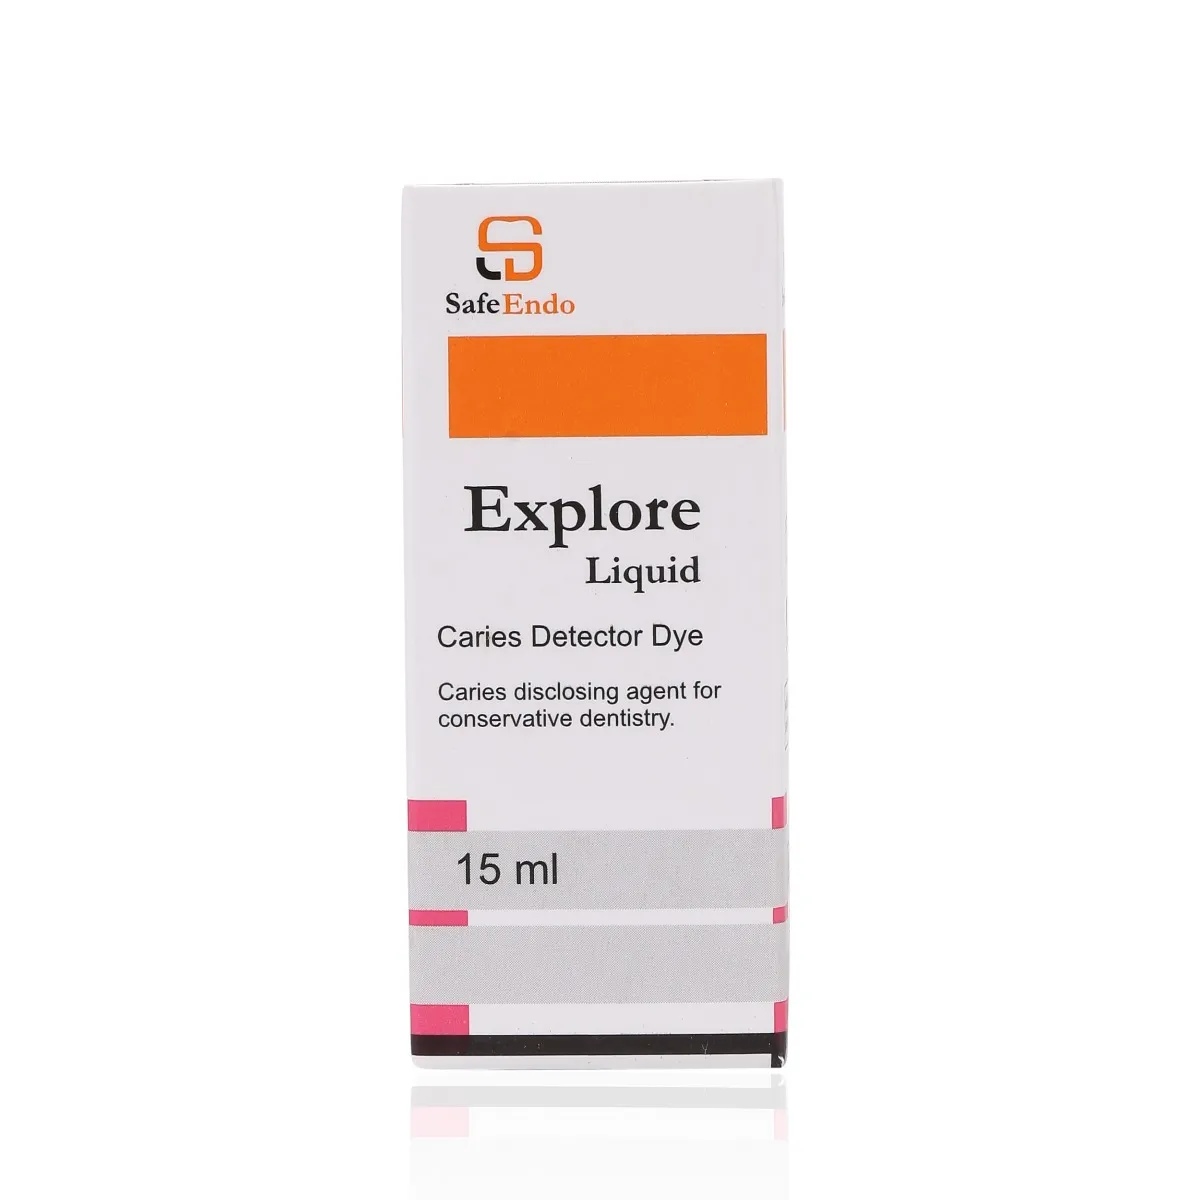 SafeEndo
Explore
Liquid
Caries Detector Dye
Caries disclosing agent for
conservative dentistry.
15 ml